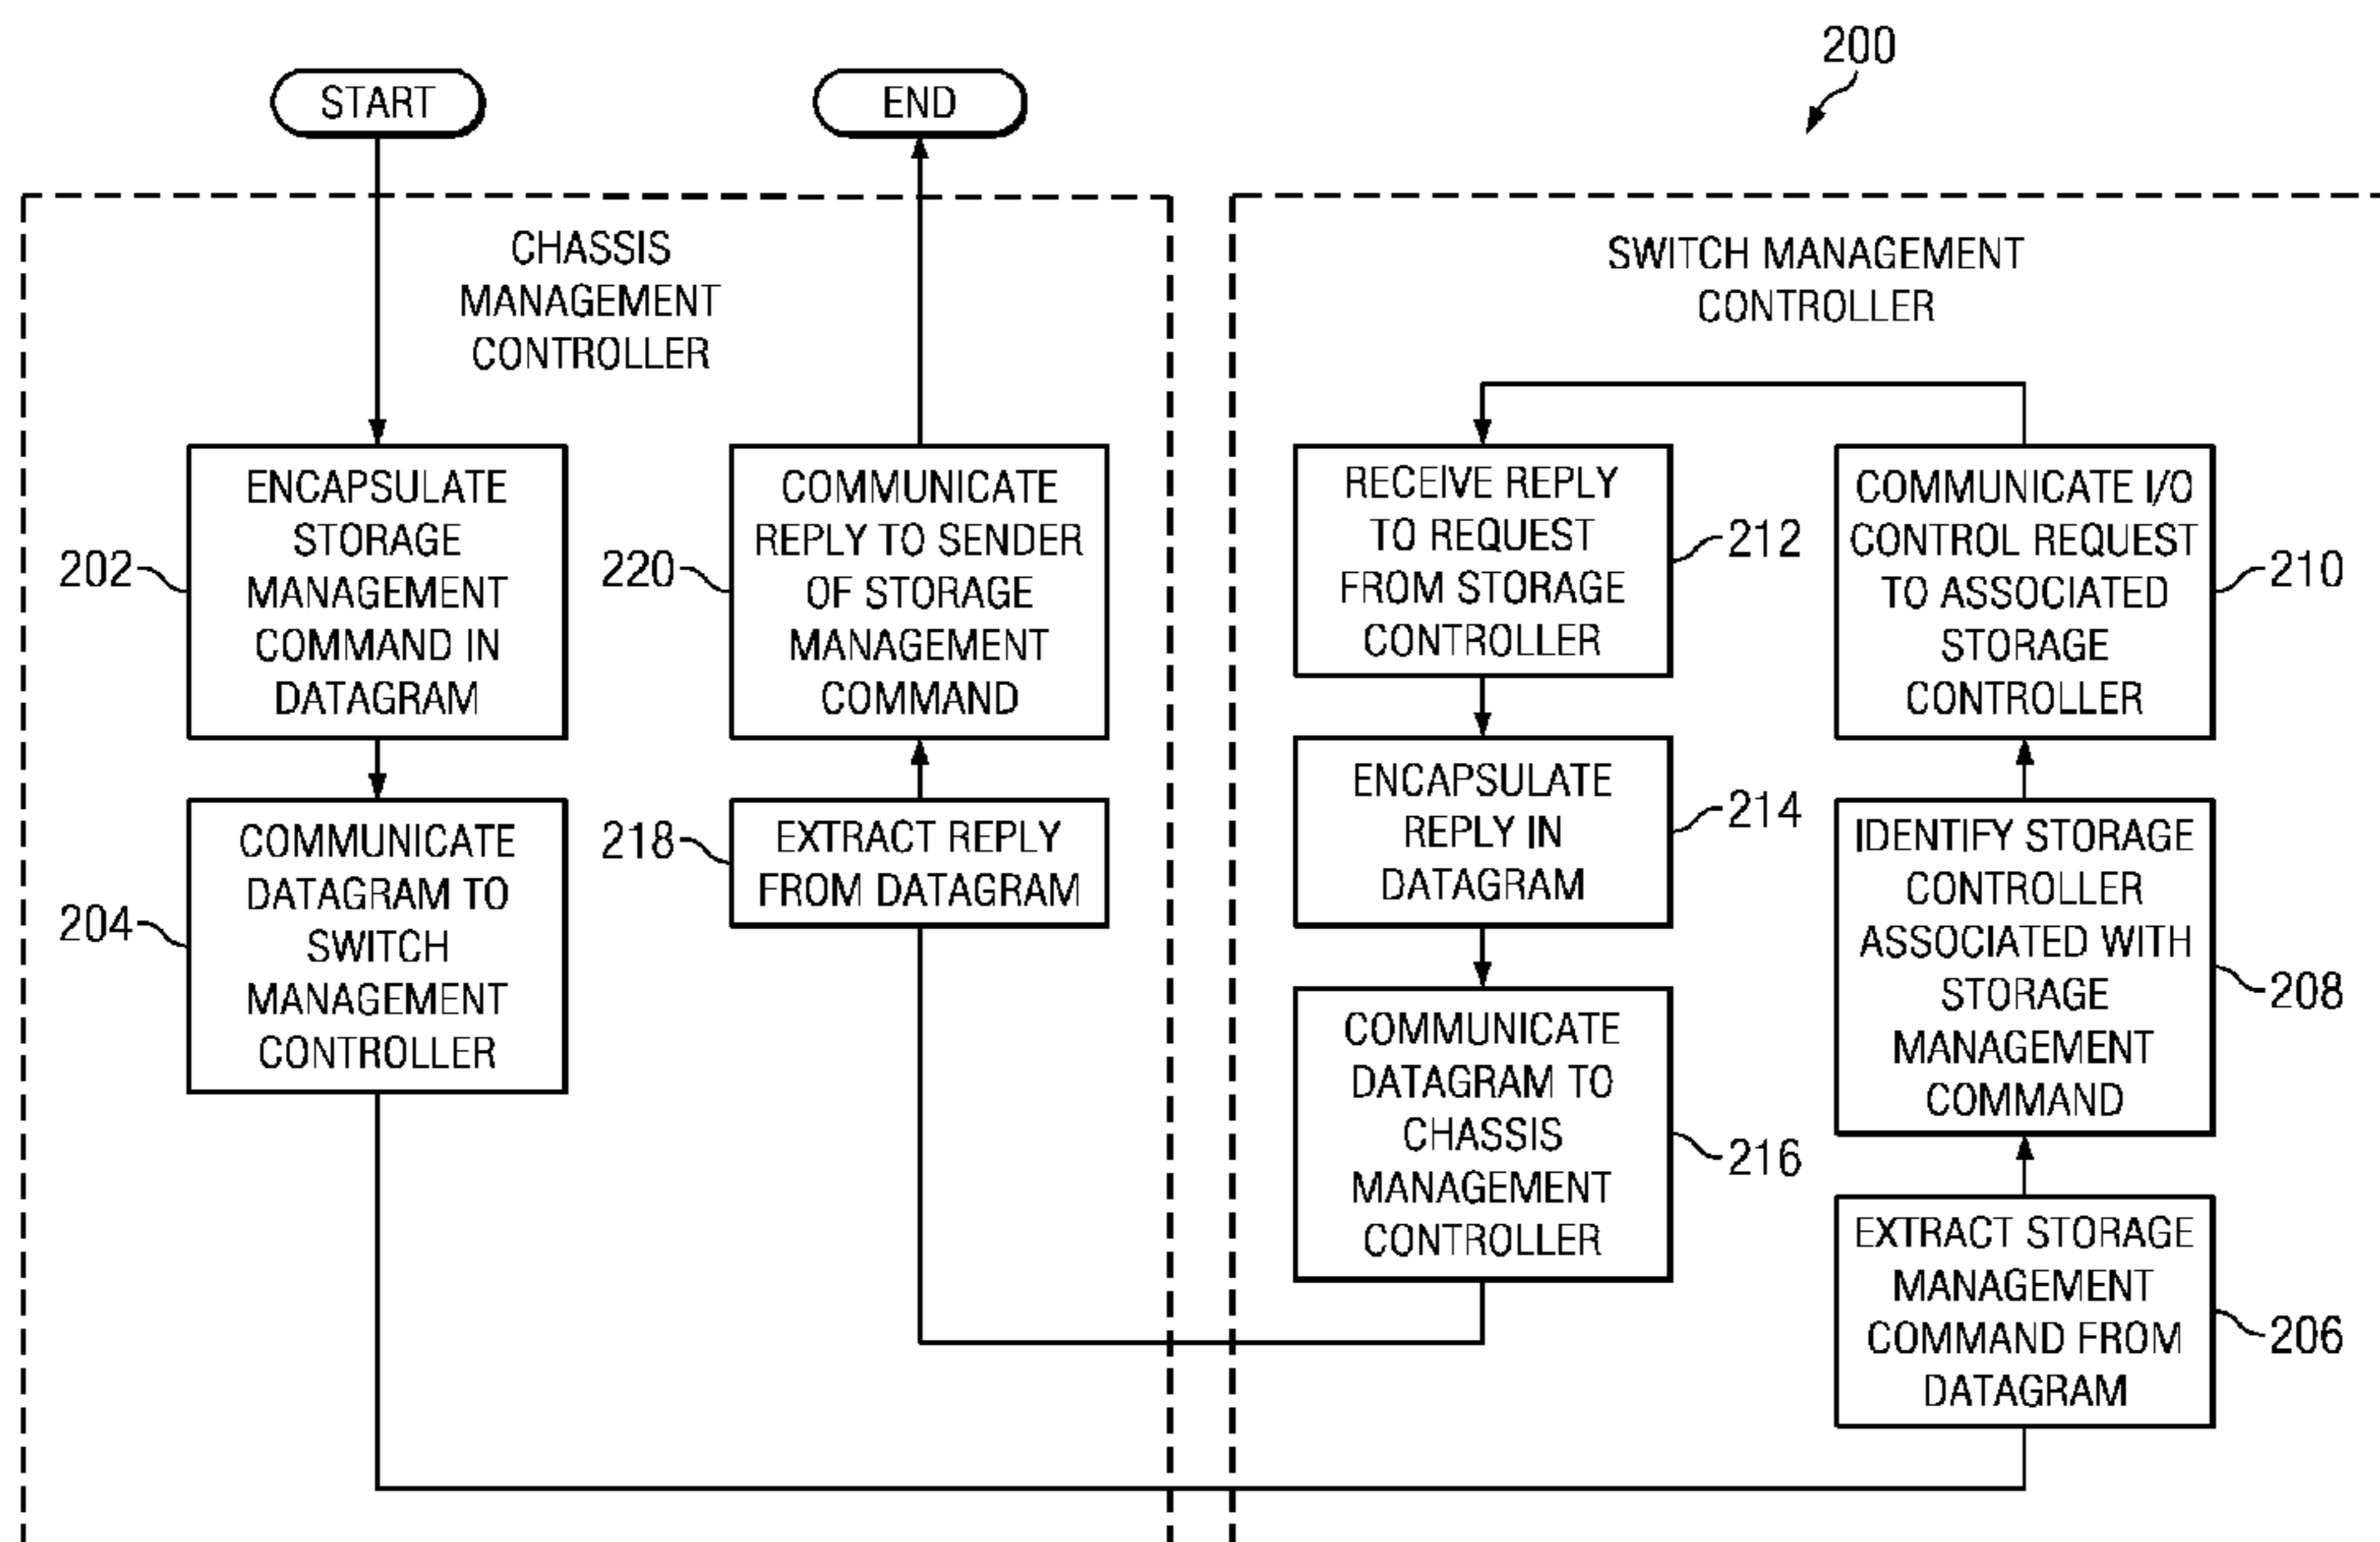 200
START
END
CHASSIS
MANAGEMENT
CONTROLLER
SWITCH MANAGEMENT
CONTROLLER
202
ENCAPSULATE
STORAGE
MANAGEMENT
COMMAND IN
DATAGRAM
204
COMMUNICATE
DATAGRAM TO
SWITCH
MANAGEMENT
CONTROLLER
220
COMMUNICATE
REPLY TO SENDER
OF STORAGE
MANAGEMENT
COMMAND
218
EXTRACT REPLY
FROM DATAGRAM
RECEIVE REPLY
TO REQUEST
FROM STORAGE
CONTROLLER
212
ENCAPSULATE
REPLY IN
DATAGRAM
214
COMMUNICATE
DATAGRAM TO
CHASSIS
MANAGEMENT
CONTROLLER
216
COMMUNICATE I/O
CONTROL REQUEST
TO ASSOCIATED
STORAGE
CONTROLLER
210
IDENTIFY STORAGE
CONTROLLER
ASSOCIATED WITH
STORAGE
MANAGEMENT
COMMAND
208
EXTRACT STORAGE
MANAGEMENT
COMMAND FROM
DATAGRAM
206